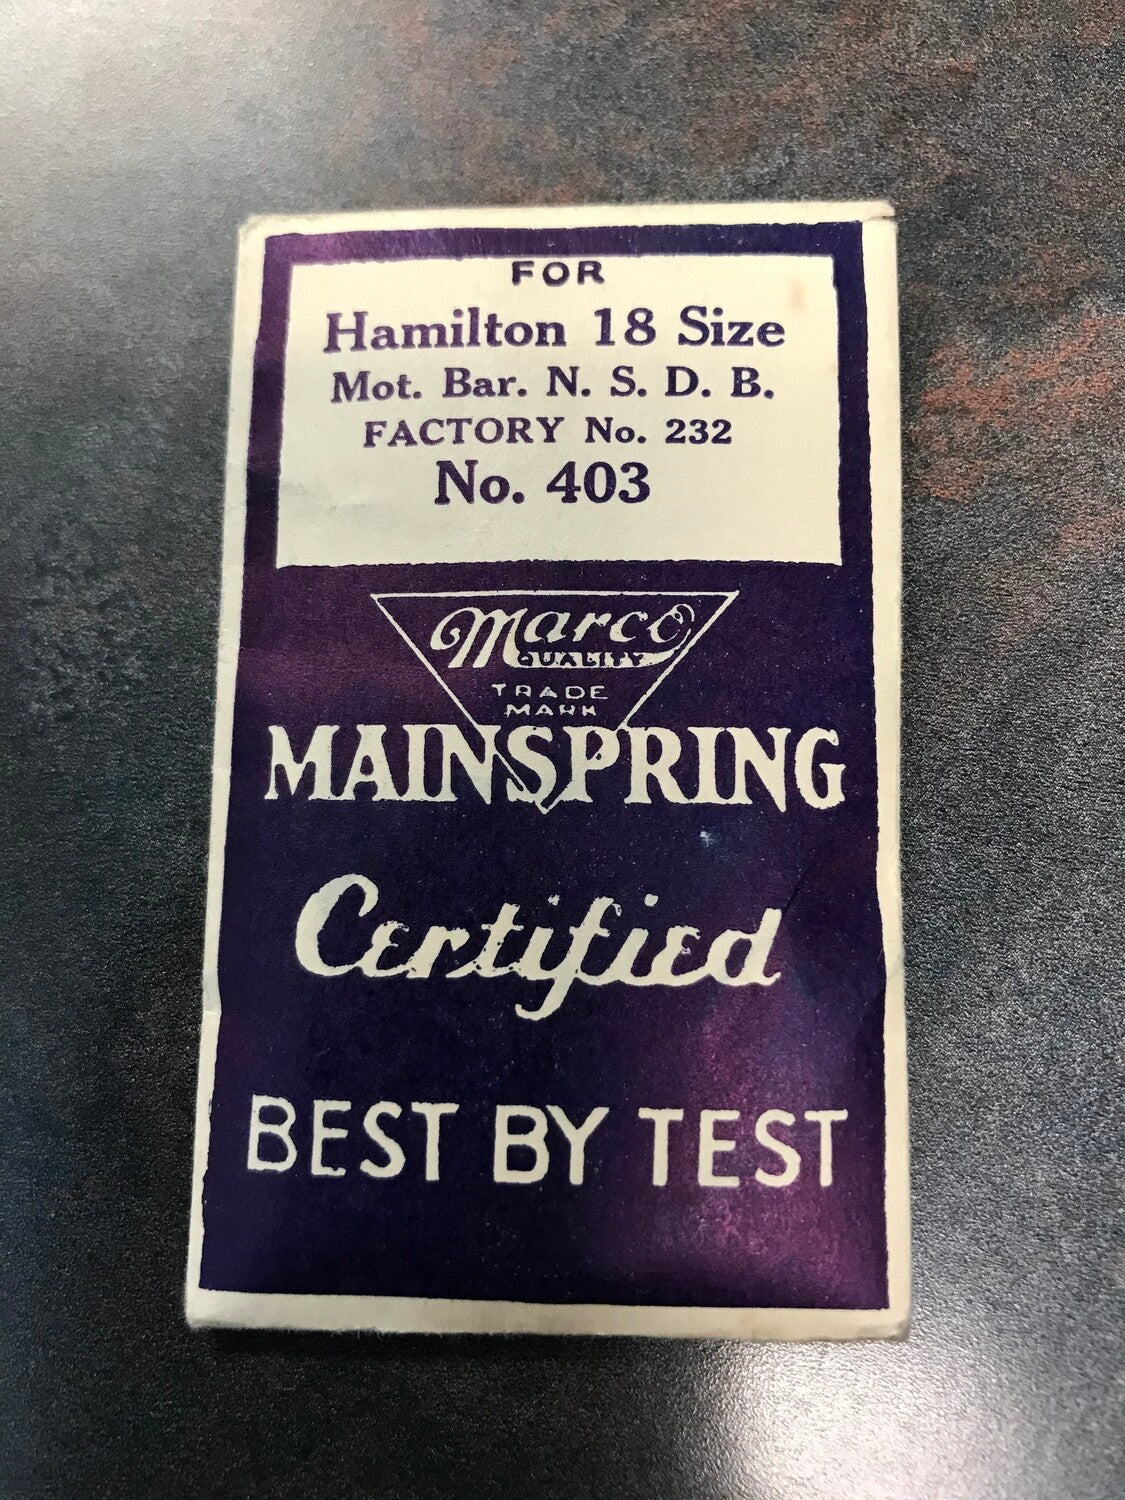 FOR
Hamilton 18 Size
Mot. Bar. N. S. D. B.
FACTORY No. 232
No. 403
Marco
QUALITY
TRADE
MARK
MAINSPRING
Certified
BEST BY TEST